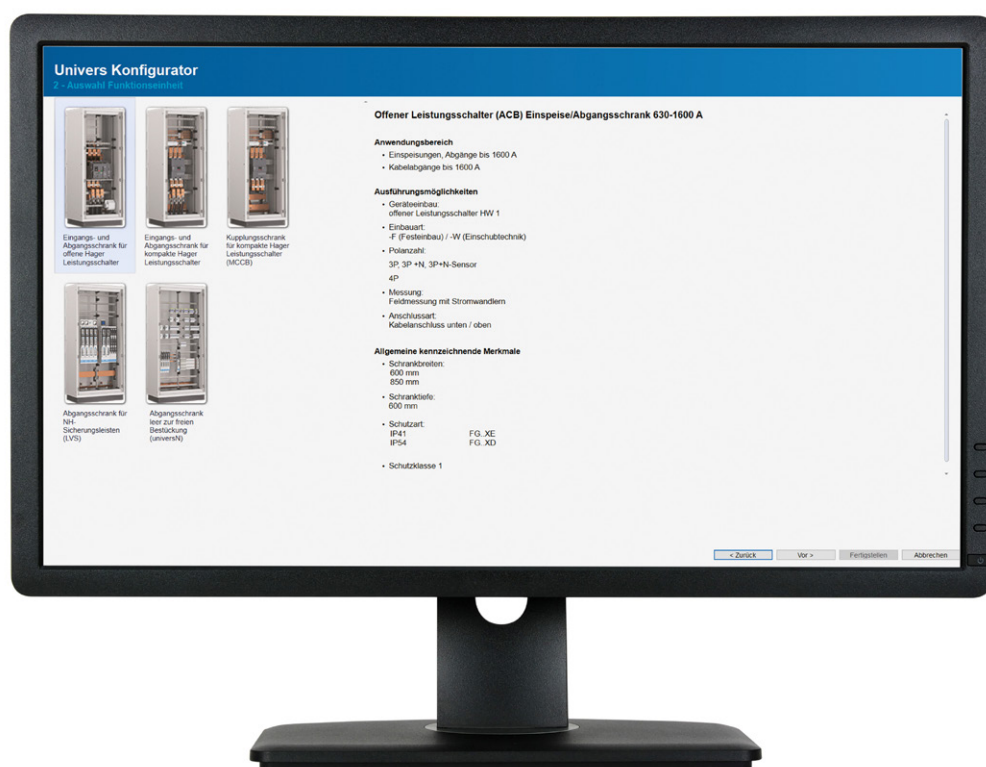 Univers Konfigurator
2 - Auswahl Funktionseinheit
Eingangs- und
Abgangsschrank für
offene Hager
Leistungsschalter
Eingangs- und
Abgangsschrank für
kompakte Hager
Leistungsschalter
Kupplungsschrank
für kompakte Hager
Leistungsschalter
(MCCB)
Abgangsschrank für
NH-
Sicherungsleisten
(LVS)
Abgangsschrank
leer zur freien
Bestückung
(universN)
Offener Leistungsschalter (ACB) Einspeise/Abgangsschrank 630-1600 A
Anwendungsbereich
• Einspeisungen, Abgänge bis 1600 A
• Kabelabgänge bis 1600 A
Ausführungsmöglichkeiten
• Geräteeinbau:
offener Leistungsschalter HW 1
• Einbauart:
-F (Festeinbau) / -W (Einschubtechnik)
• Polanzahl:
3P, 3P +N, 3P+N-Sensor
4P
• Messung:
Feldmessung mit Stromwandlern
• Anschlussart:
Kabelanschluss unten / oben
Allgemeine kennzeichnende Merkmale
• Schrankbreiten:
600 mm
850 mm
• Schranktiefe:
600 mm
• Schutzart:
IP41 FG..XE
IP54 FG..XD
• Schutzklasse 1
< Zurück Vor > Fertigstellen Abbrechen